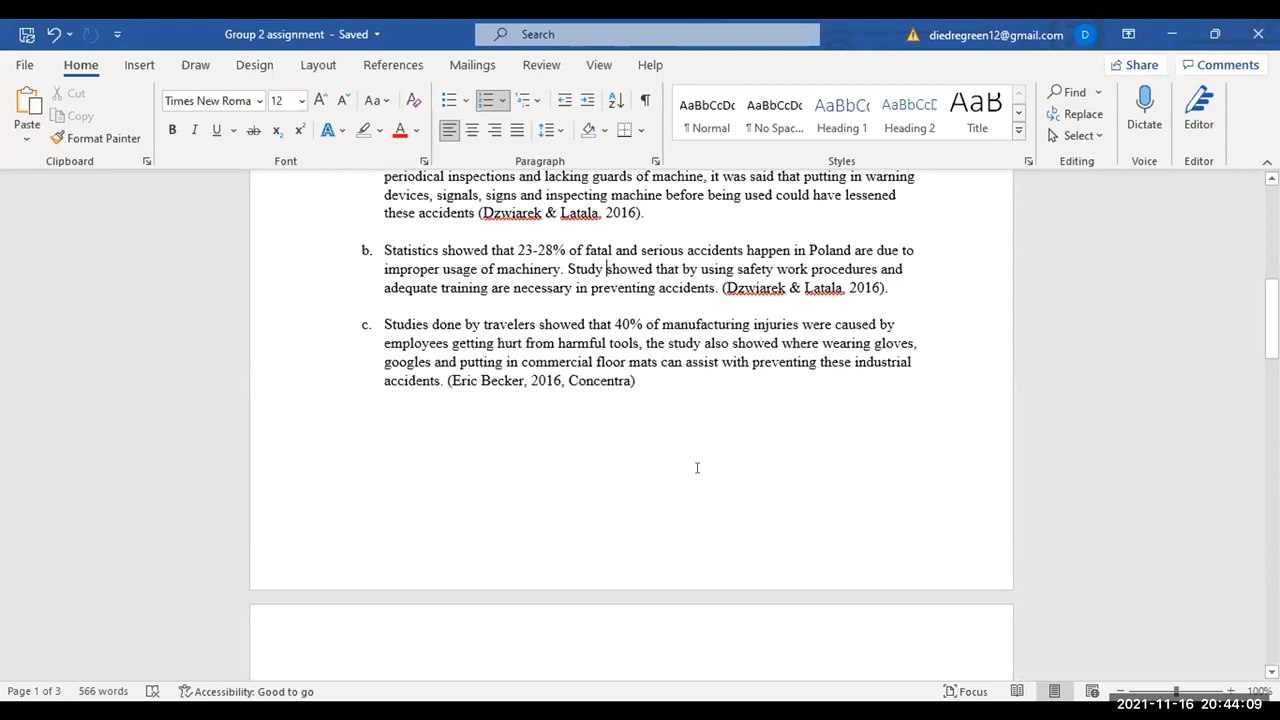 Group 2 assignment - Saved
Search
diedregreen12@gmail.com
D
File Home Insert Draw Design Layout References Mailings Review View Help
Share Comments
Paste
Cut
Copy
Format Painter
Clipboard
Times New Roma 12
Font
Paragraph
AaBbCcDc ¶ Normal
AaBbCcDc ¶ No Spac...
AaBbCc Heading 1
AaBbCcD Heading 2
AaB Title
Styles
Find
Replace
Select
Editing
Dictate
Voice
Editor
Editor
periodical inspections and lacking guards of machine, it was said that putting in warning
devices, signals, signs and inspecting machine before being used could have lessened
these accidents (Dzwiarek & Latala, 2016).
b. Statistics showed that 23-28% of fatal and serious accidents happen in Poland are due to
improper usage of machinery. Study showed that by using safety work procedures and
adequate training are necessary in preventing accidents. (Dzwiarek & Latala, 2016).
c. Studies done by travelers showed that 40% of manufacturing injuries were caused by
employees getting hurt from harmful tools, the study also showed where wearing gloves,
googles and putting in commercial floor mats can assist with preventing these industrial
accidents. (Eric Becker, 2016, Concentra)
Page 1 of 3 566 words Accessibility: Good to go Focus 100%
2021-11-16 20:44:09